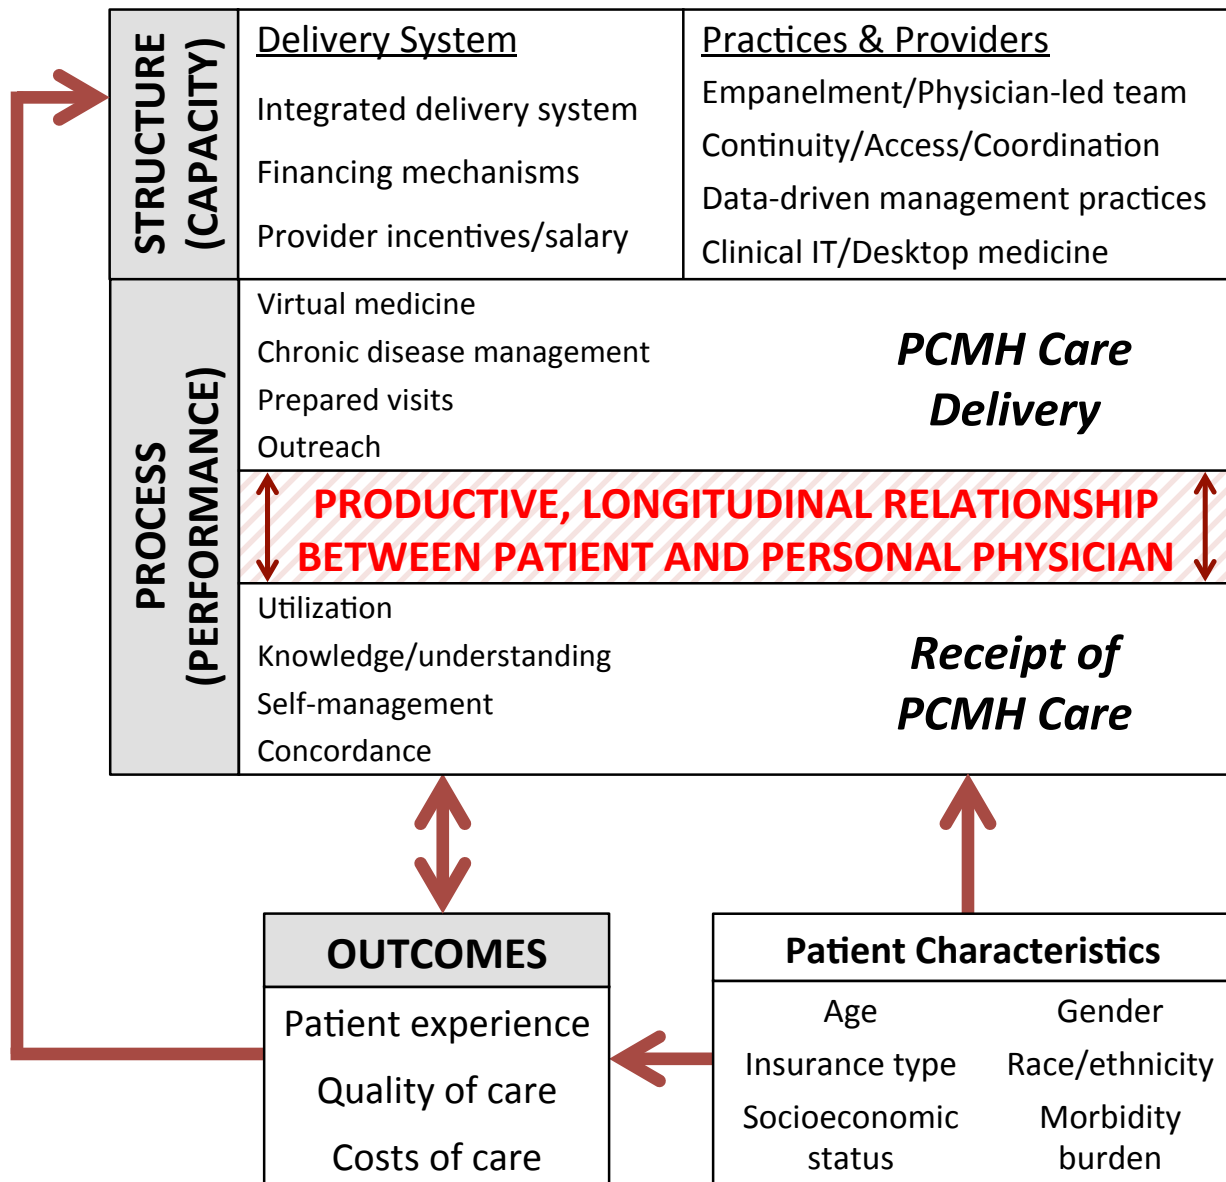 STRUCTURE
(CAPACITY)
Delivery System
Integrated delivery system
Financing mechanisms
Provider incentives/salary
Practices & Providers
Empanelment/Physician-led team
Continuity/Access/Coordination
Data-driven management practices
Clinical IT/Desktop medicine
PROCESS
(PERFORMANCE)
Virtual medicine
Chronic disease management
Prepared visits
Outreach
PCMH Care
Delivery
PRODUCTIVE, LONGITUDINAL RELATIONSHIP
BETWEEN PATIENT AND PERSONAL PHYSICIAN
Utilization
Knowledge/understanding
Self-management
Concordance
Receipt of
PCMH Care
OUTCOMES
Patient experience
Quality of care
Costs of care
Patient Characteristics
Age
Gender
Insurance type
Race/ethnicity
Socioeconomic
status
Morbidity
burden